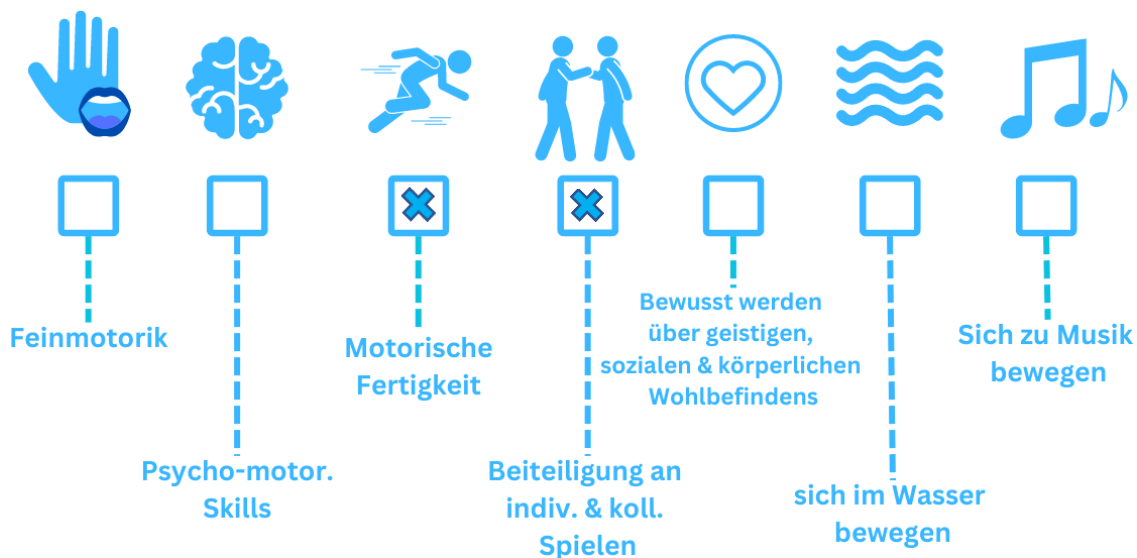 Feinmotorik
Psycho-motor.
Skills
Motorische
Fertigkeit
Beiteiligung an
indiv. & koll.
Spielen
Bewusst werden
über geistigen,
sozialen & körperlichen
Wohlbefindens
sich im Wasser
bewegen
Sich zu Musik
bewegen